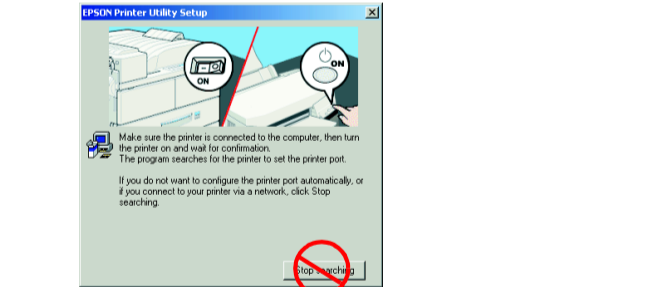 EPSON Printer Utility Setup
ON
ON
Make sure the printer is connected to the computer, then turn
the printer on and wait for confirmation.
The program searches for the printer to set the printer port.
If you do not want to configure the printer port automatically, or
if you connect to your printer via a network, click Stop
searching.
Stop searching